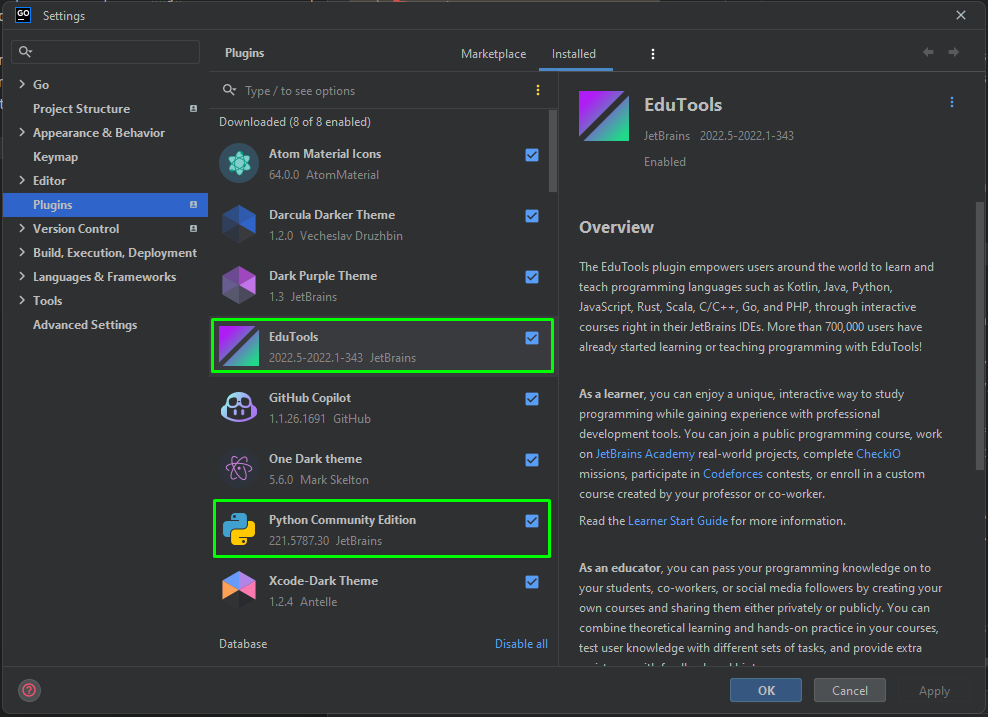 GO
Settings
Plugins
Marketplace
Installed
Go
Project Structure
Appearance & Behavior
Keymap
Editor
Plugins
Version Control
Build, Execution, Deployment
Languages & Frameworks
Tools
Advanced Settings
Type / to see options
Downloaded (8 of 8 enabled)
Atom Material Icons
64.0.0 AtomMaterial
Darcula Darker Theme
1.2.0 Vecheslav Druzhbin
Dark Purple Theme
1.3 JetBrains
EduTools
2022.5-2022.1-343 JetBrains
GitHub Copilot
1.1.26.1691 GitHub
One Dark theme
5.6.0 Mark Skelton
Python Community Edition
221.5787.30 JetBrains
Xcode-Dark Theme
1.2.4 Antelle
Database
Disable all
EduTools
JetBrains 2022.5-2022.1-343
Enabled
Overview
The EduTools plugin empowers users around the world to learn and
teach programming languages such as Kotlin, Java, Python,
JavaScript, Rust, Scala, C/C++, Go, and PHP, through interactive
courses right in their JetBrains IDEs. More than 700,000 users have
already started learning or teaching programming with EduTools!
As a learner, you can enjoy a unique, interactive way to study
programming while gaining experience with professional
development tools. You can join a public programming course, work
on JetBrains Academy real-world projects, complete CheckiO
missions, participate in Codeforces contests, or enroll in a custom
course created by your professor or co-worker.
Read the Learner Start Guide for more information.
As an educator, you can pass your programming knowledge on to
your students, co-workers, or social media followers by creating your
own courses and sharing them either privately or publicly. You can
combine theoretical learning and hands-on practice in your courses,
test user knowledge with different sets of tasks, and provide extra
?
OK
Cancel
Apply